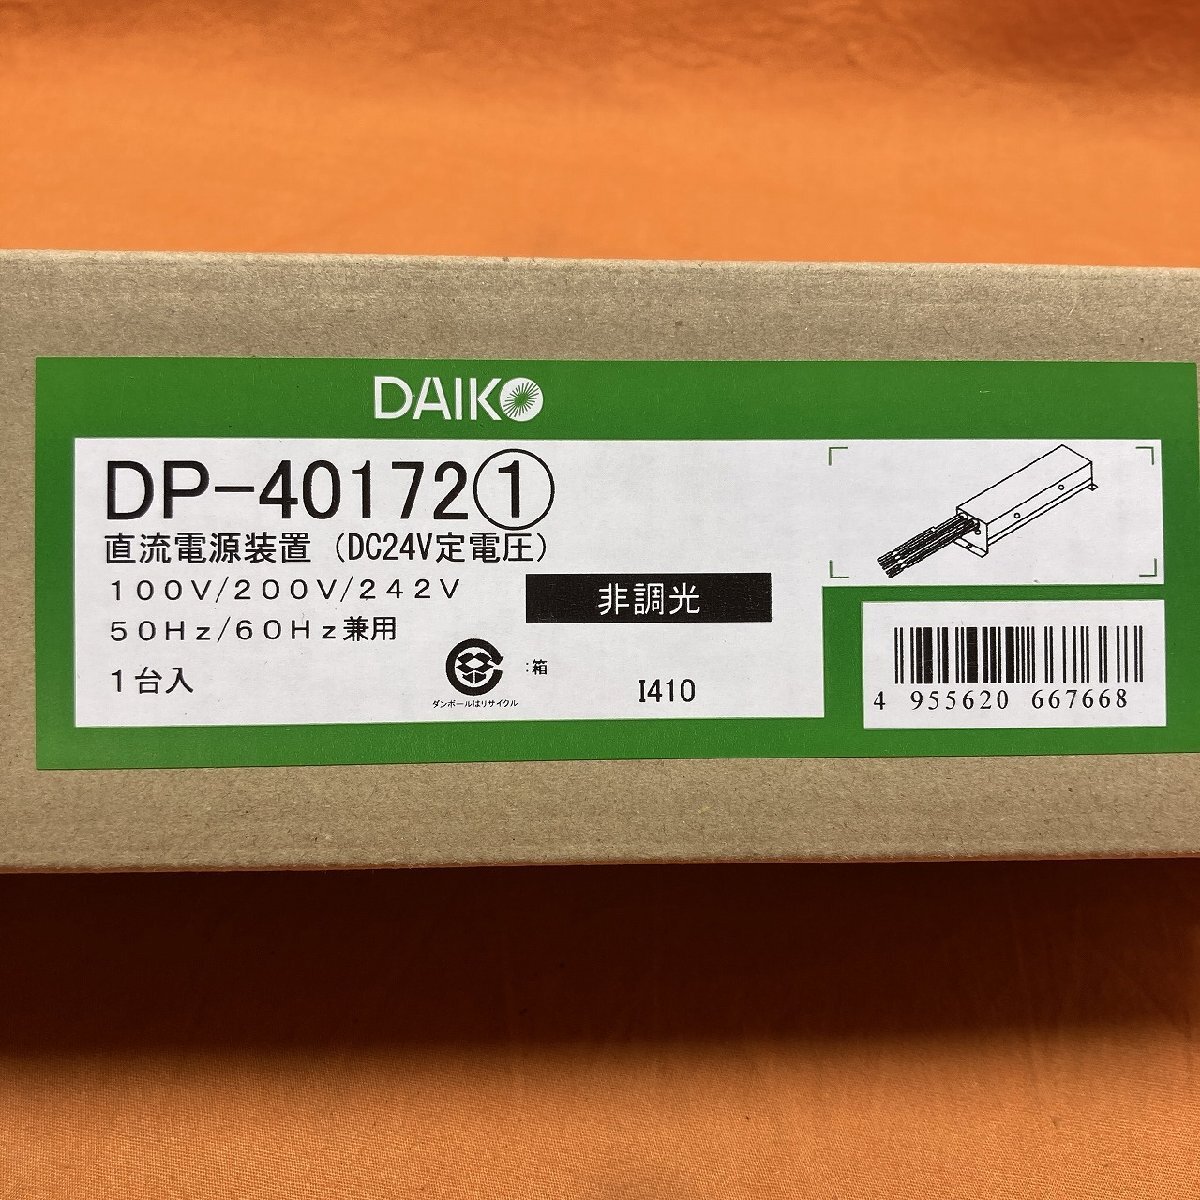 DAIKO
DP-40172①
直流電源装置 (DC24V定電圧)
100V/200V/242V
非調光
50Hz/60Hz兼用
1台入
:箱
ダンボールはリサイクル
I410
4 955620 667668